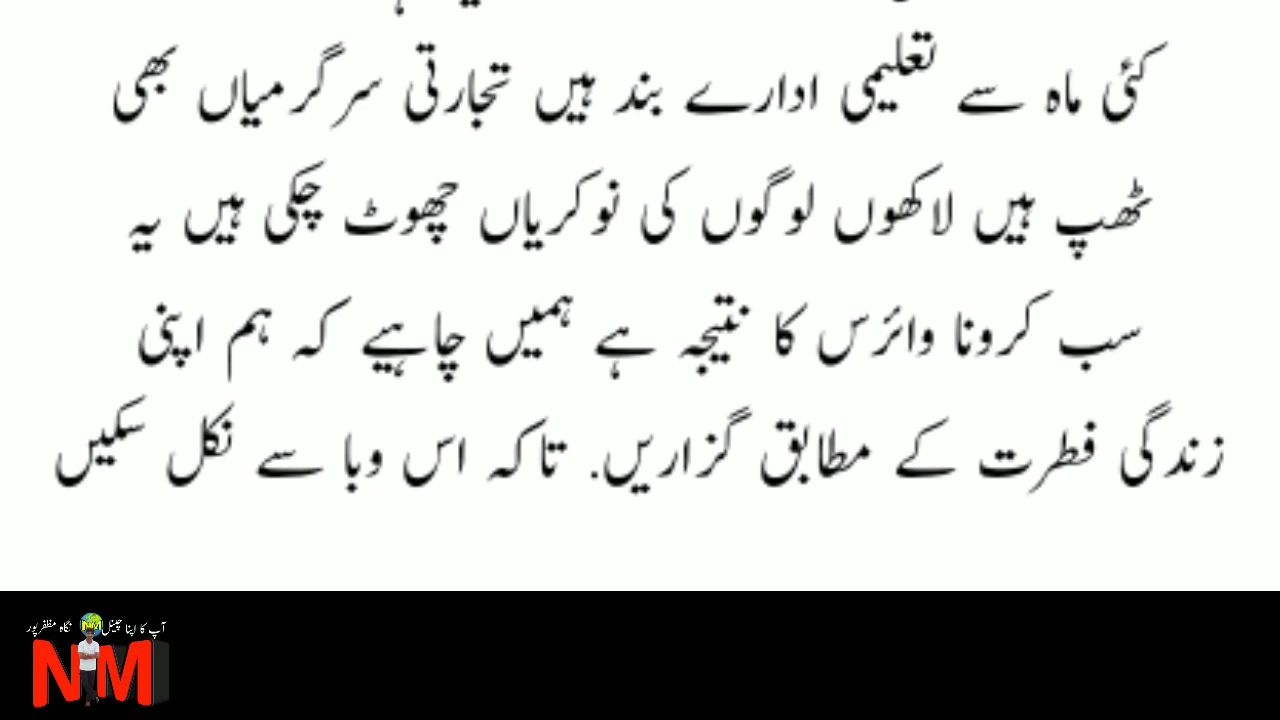 کئی ماہ سے تعلیمی ادارے بند ہیں تجارتی سرگرمیاں بھی
ٹھپ ہیں لاکھوں لوگوں کی نوکریاں چھوٹ چکی ہیں یہ
سب کرونا وائرس کا نتیجہ ہے ہمیں چاہیے کہ ہم اپنی
زندگی فطرت کے مطابق گزاریں. تاکہ اس وبا سے نکل سکیں
آپ کا اپنا چینل نگاہ مظفرپور
NM